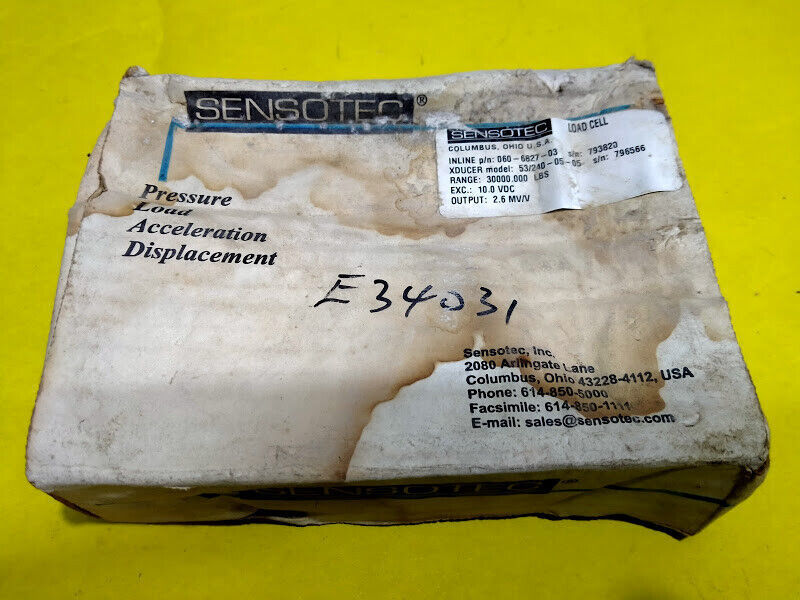 SENSOTEC®
SENSOTEC LOAD CELL
COLUMBUS, OHIO U.S.A.
INLINE p/n: 060-6827-03 s/n: 793823
XDUCER model: 53/240-05-05 s/n: 796566
RANGE: 30000.000 LBS
EXC.: 10.0 VDC
OUTPUT: 2.6 MV/V
Pressure
Load
Acceleration
Displacement
E34031
Sensotec, Inc.
2080 Arlingate Lane
Columbus, Ohio 43228-4112, USA
Phone: 614-850-5000
Facsimile: 614-850-1111
E-mail: sales@sensotec.com
SENSOTEC®